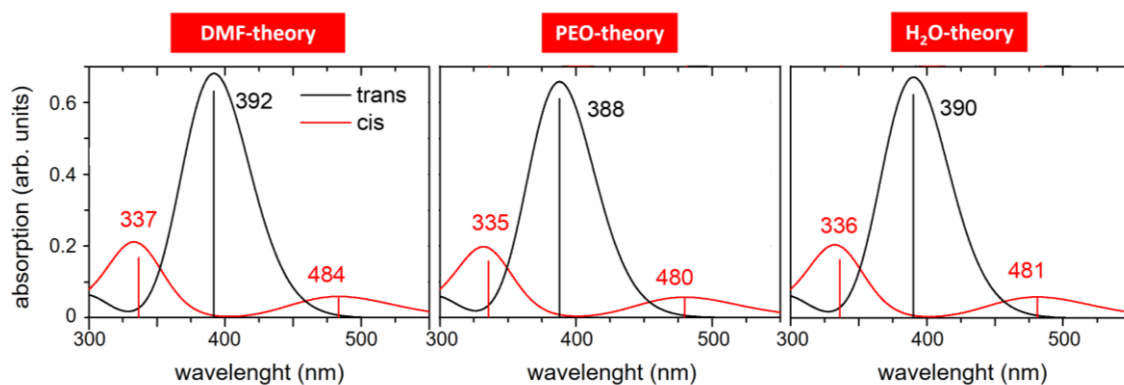 DMF-theory
PEO-theory
H₂O-theory
absorption (arb. units)
0.6
0.4
0.2
0
392
trans
cis
337
484
300 400 500
wavelenght (nm)
388
335
480
300 400 500
wavelenght (nm)
390
336
481
300 400 500
wavelenght (nm)